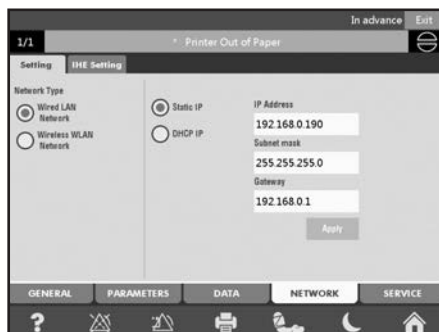 In advance Exit
1/1 * Printer Out of Paper
Setting IHE Setting
Network Type
Wired LAN
Network
Wireless WLAN
Network
Static IP
DHCP IP
IP Address
192.168.0.190
Subnet mask
255.255.255.0
Gateway
192.168.0.1
Apply
GENERAL PARAMETERS DATA NETWORK SERVICE
?